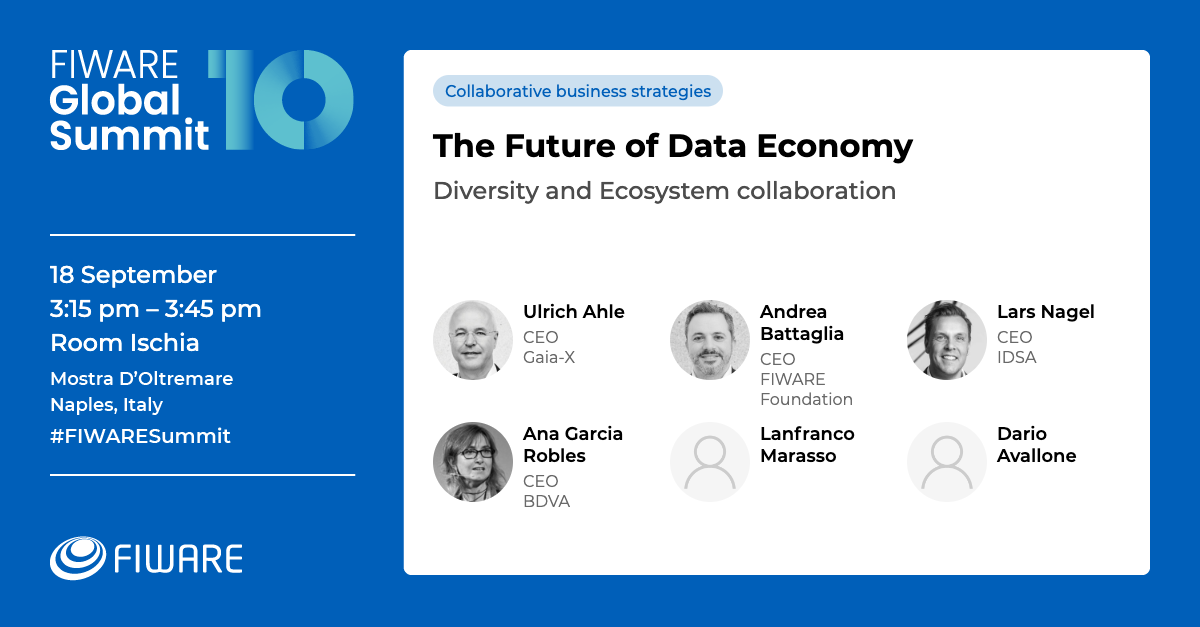 FIWARE
Global
Summit
10
18 September
3:15 pm – 3:45 pm
Room Ischia
Mostra D’Oltremare
Naples, Italy
#FIWARESummit
FIWARE
Collaborative business strategies
The Future of Data Economy
Diversity and Ecosystem collaboration
Ulrich Ahle
CEO
Gaia-X
Andrea
Battaglia
CEO
FIWARE
Foundation
Lars Nagel
CEO
IDSA
Ana Garcia
Robles
CEO
BDVA
Lanfranco
Marasso
Dario
Avallone